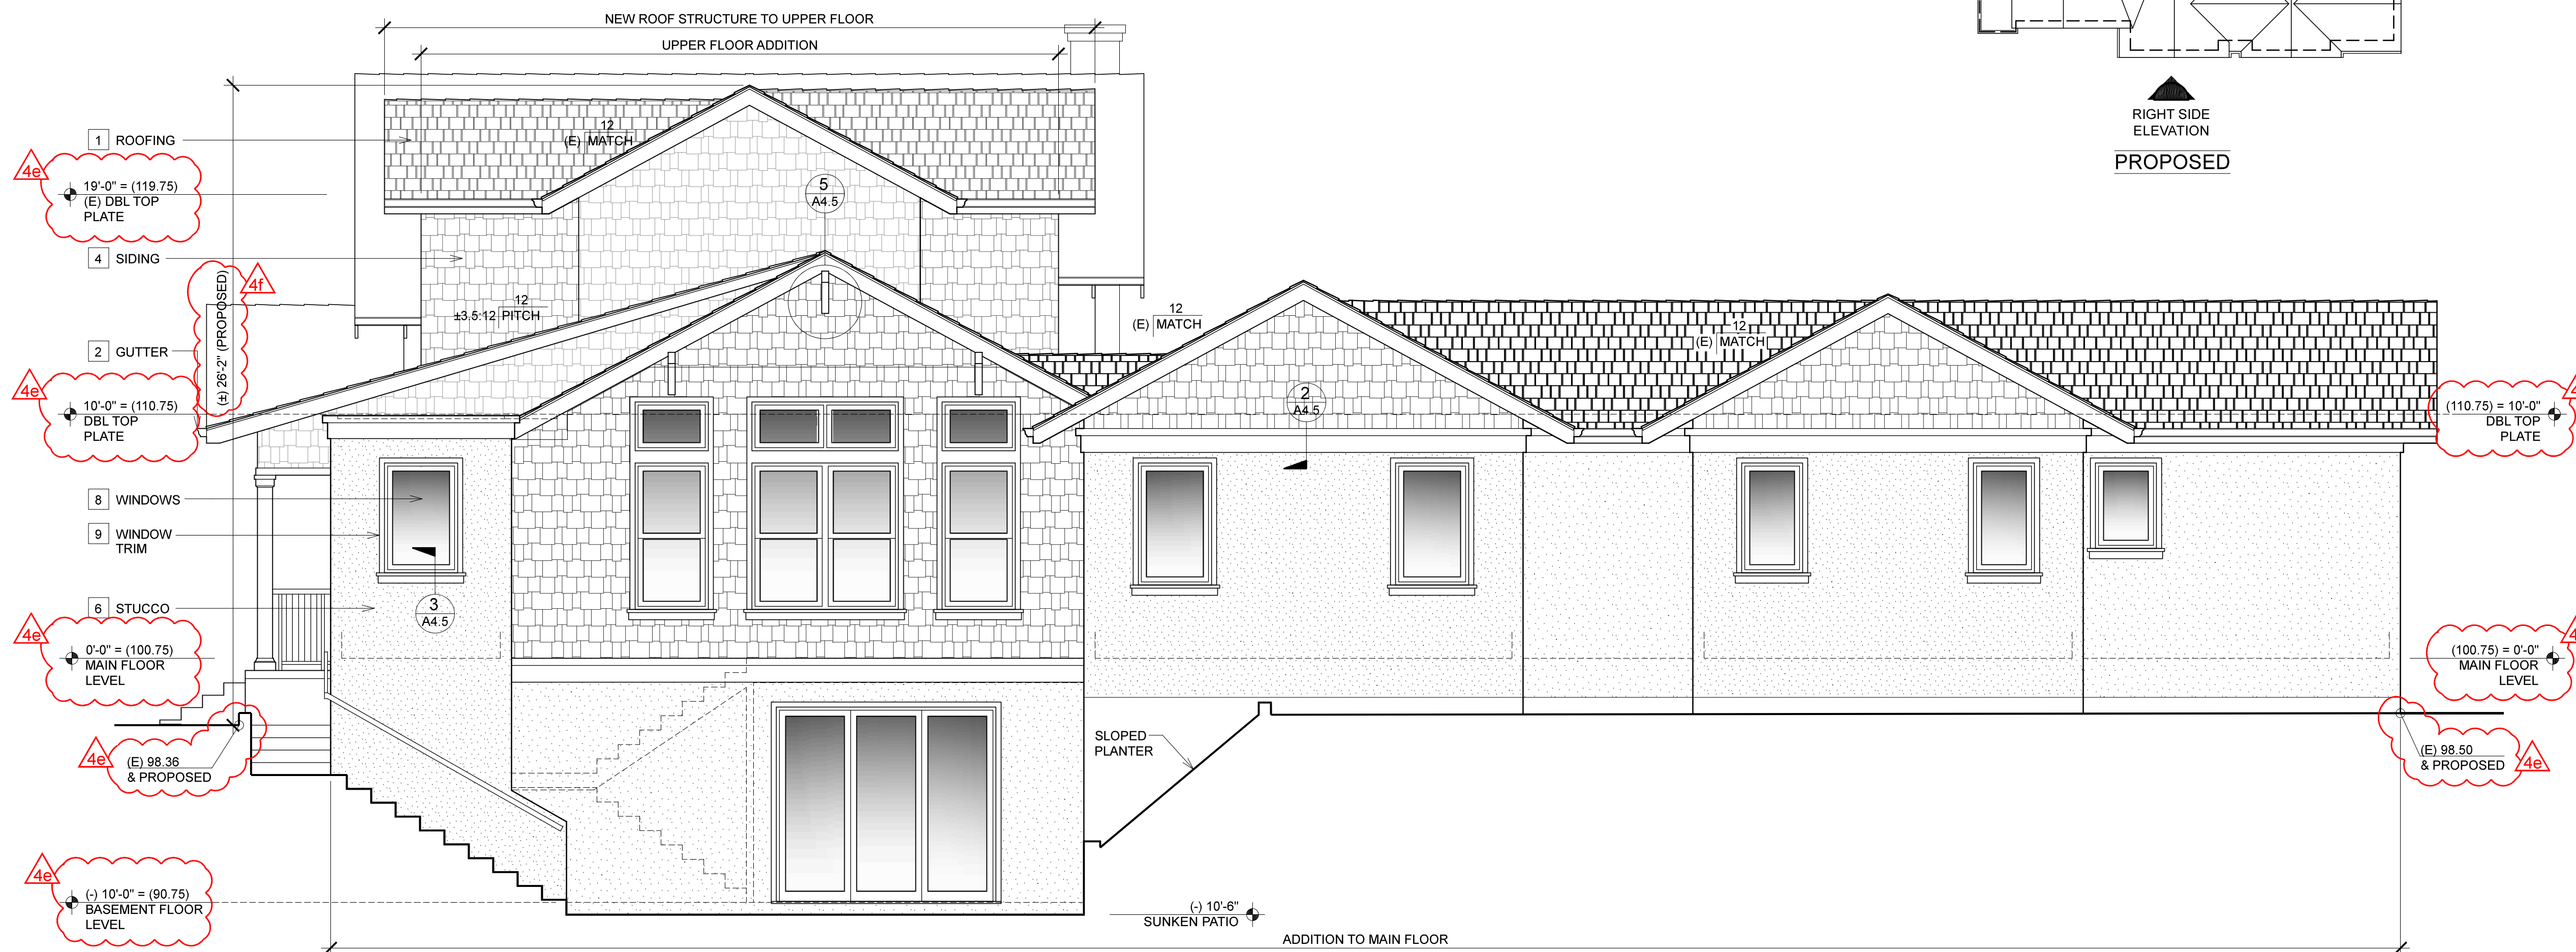 NEW ROOF STRUCTURE TO UPPER FLOOR
UPPER FLOOR ADDITION
RIGHT SIDE
ELEVATION
PROPOSED
1 ROOFING
12
(E) MATCH
4e
19'-0" = (119.75)
(E) DBL TOP
PLATE
5
A4.5
4 SIDING
4f
(±) 26'-2" (PROPOSED)
12
±3.5:12 PITCH
12
(E) MATCH
12
(E) MATCH
2 GUTTER
4e
10'-0" = (110.75)
DBL TOP
PLATE
2
A4.5
(110.75) = 10'-0"
DBL TOP
PLATE
8 WINDOWS
9 WINDOW
TRIM
6 STUCCO
3
A4.5
4e
0'-0" = (100.75)
MAIN FLOOR
LEVEL
(100.75) = 0'-0"
MAIN FLOOR
LEVEL
4e
(E) 98.36
& PROPOSED
SLOPED
PLANTER
(E) 98.50
& PROPOSED
4e
4e
(-) 10'-0" = (90.75)
BASEMENT FLOOR
LEVEL
(-) 10'-6"
SUNKEN PATIO
ADDITION TO MAIN FLOOR